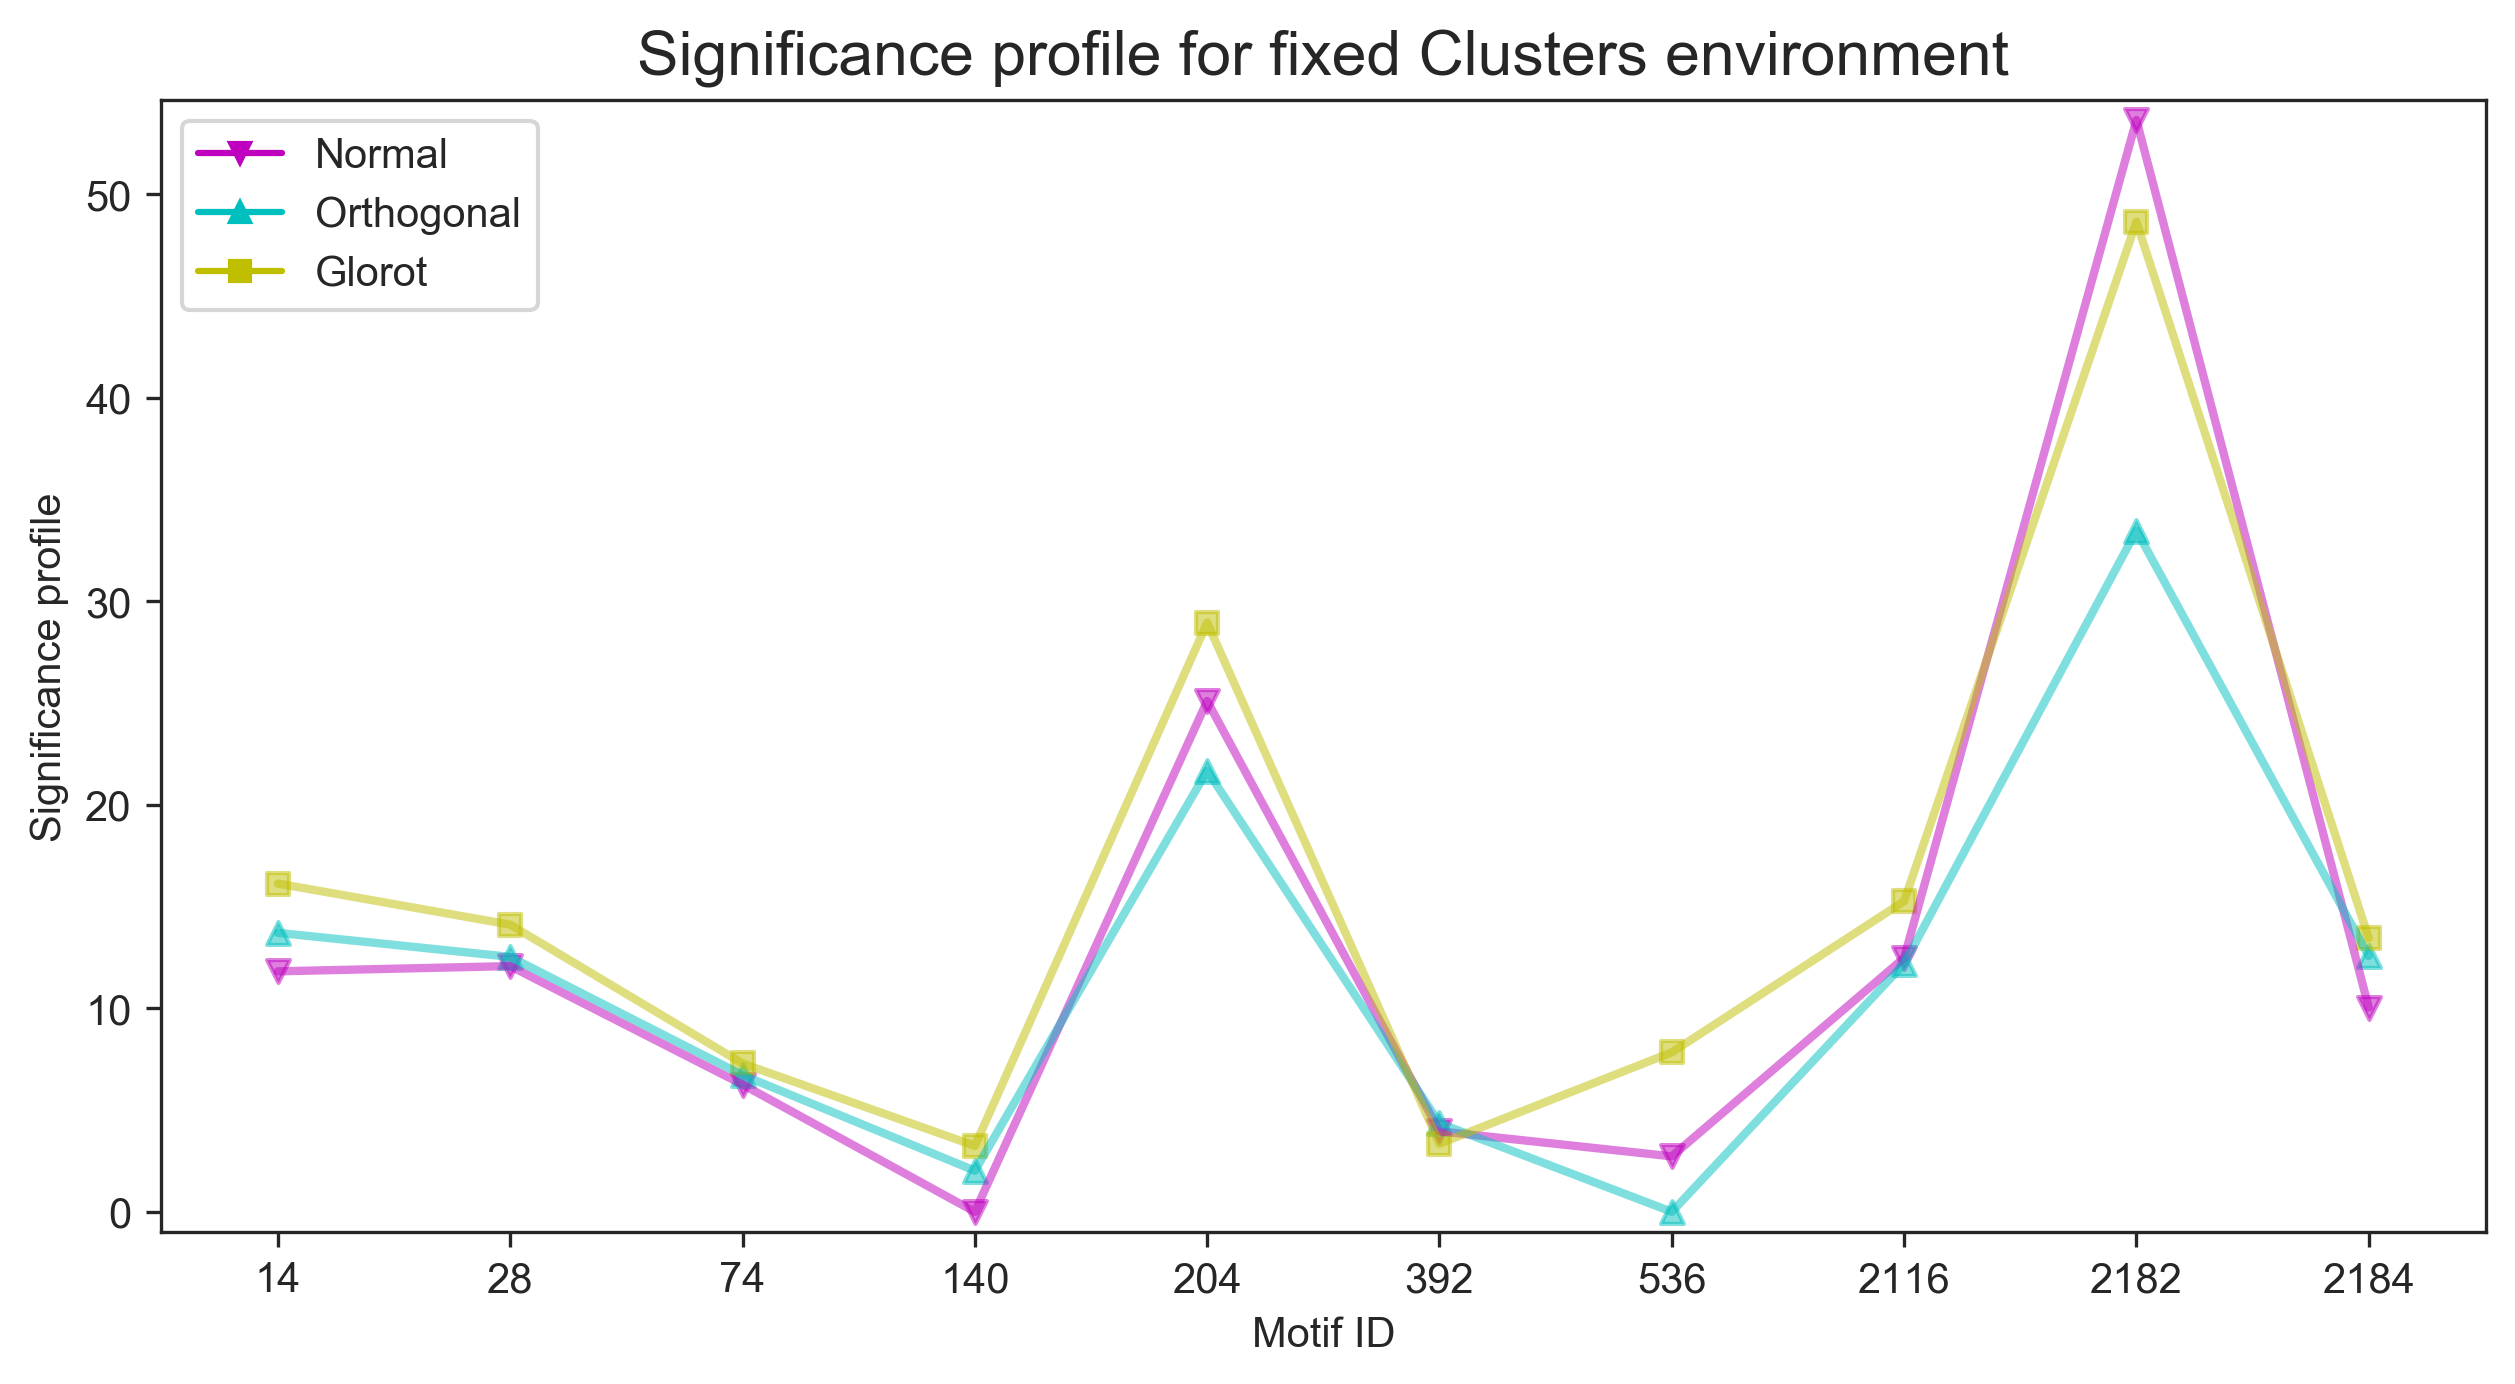 Significance profile for fixed Clusters environment
Normal
Orthogonal
Glorot
50
40
30
20
10
0
Significance profile
14 28 74 140 204 392 536 2116 2182 2184
Motif ID